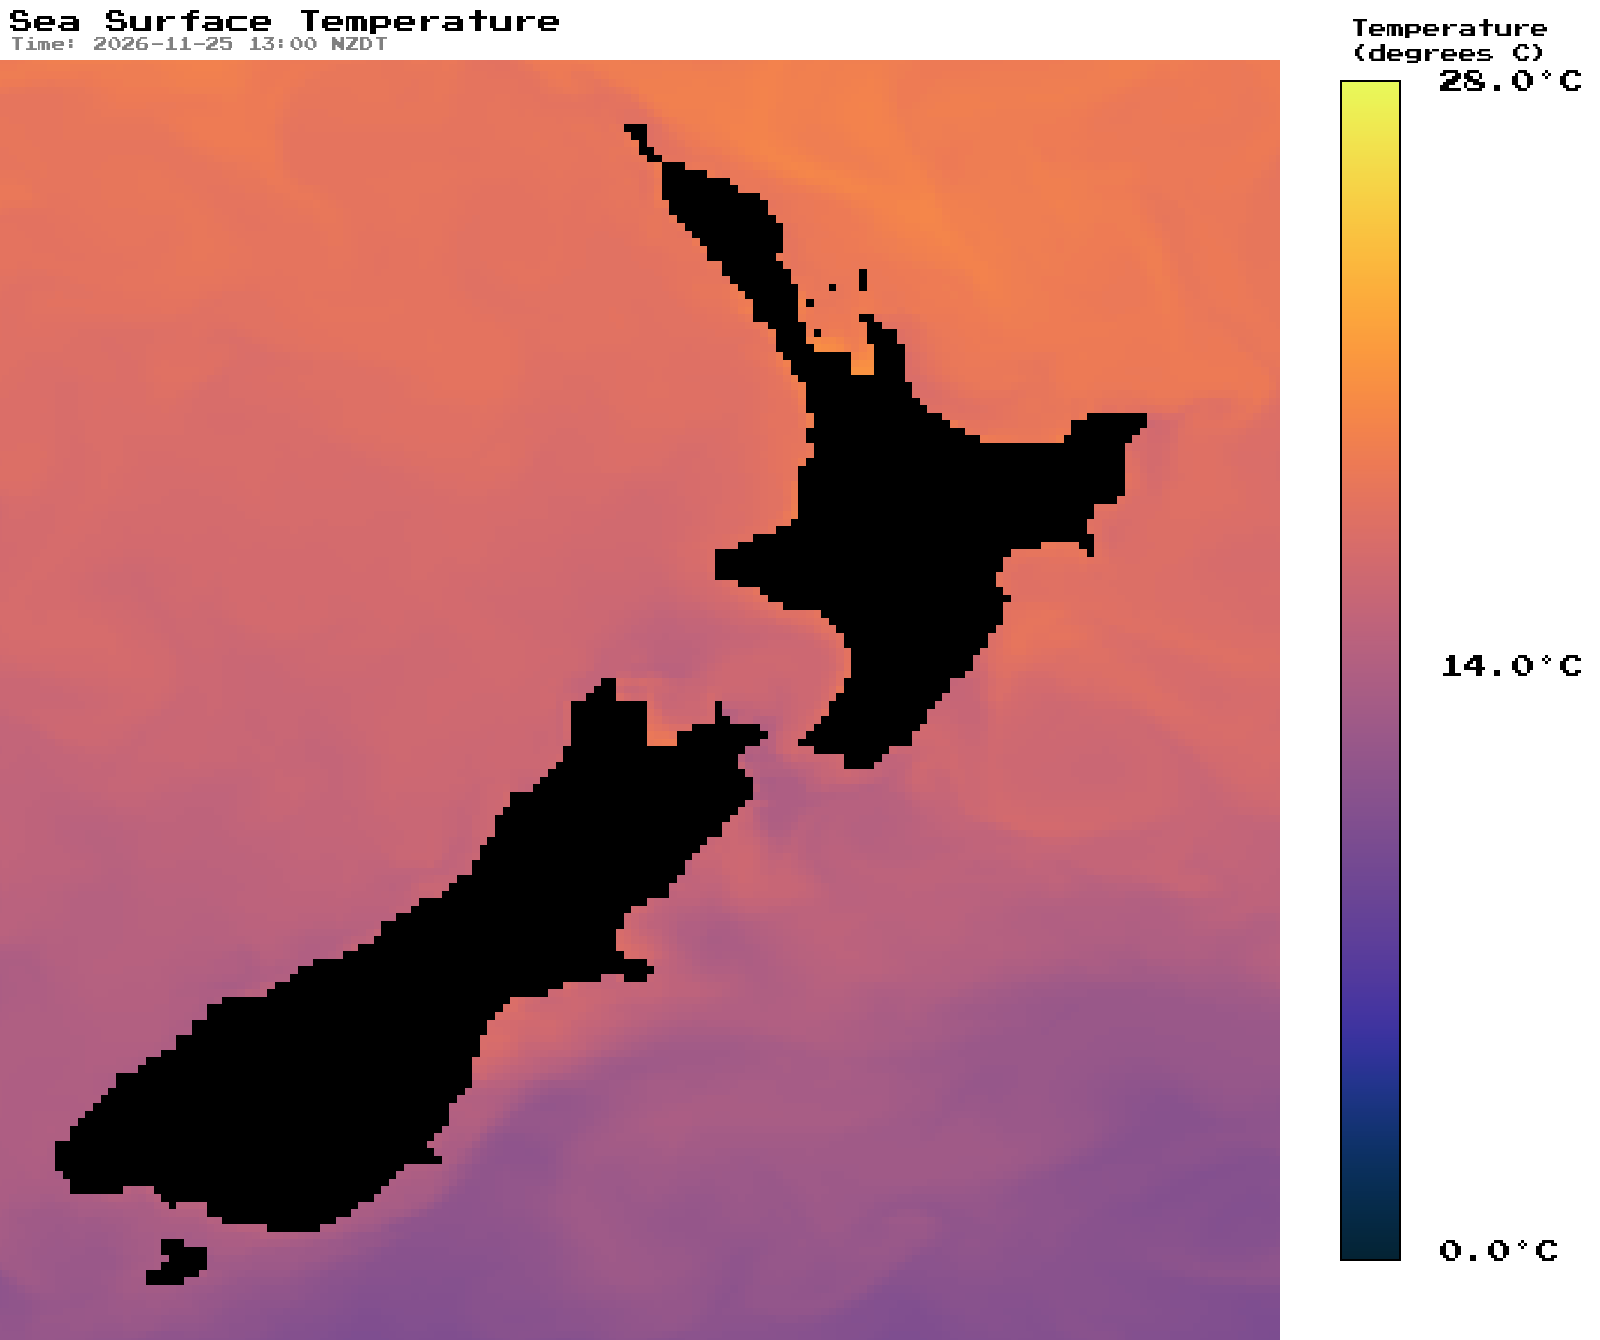 Sea Surface Temperature
Time: 2026-11-25 13:00 NZDT
Temperature
(degrees C)
28.0°C
14.0°C
0.0°C